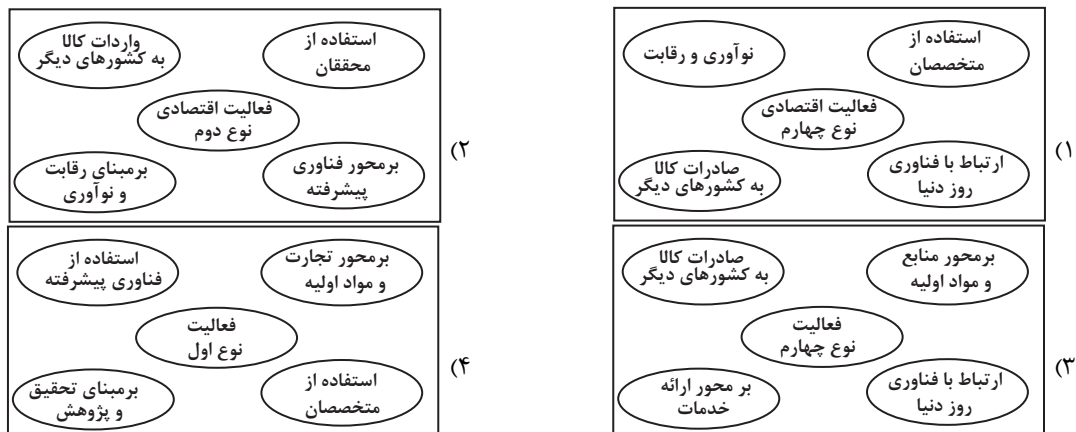 ۱)
نوآوری و رقابت
استفاده از
متخصصان
فعالیت اقتصادی
نوع چهارم
صادرات کالا
به کشورهای دیگر
ارتباط با فناوری
روز دنیا
۲)
واردات کالا
به کشورهای دیگر
استفاده از
محققان
فعالیت اقتصادی
نوع دوم
برمبنای رقابت
و نوآوری
برمحور فناوری
پیشرفته
۳)
صادرات کالا
به کشورهای دیگر
برمحور منابع
و مواد اولیه
فعالیت
نوع چهارم
بر محور ارائه
خدمات
ارتباط با فناوری
روز دنیا
۴)
استفاده از
فناوری پیشرفته
برمحور تجارت
و مواد اولیه
فعالیت
نوع اول
برمبنای تحقیق
و پژوهش
استفاده از
متخصصان